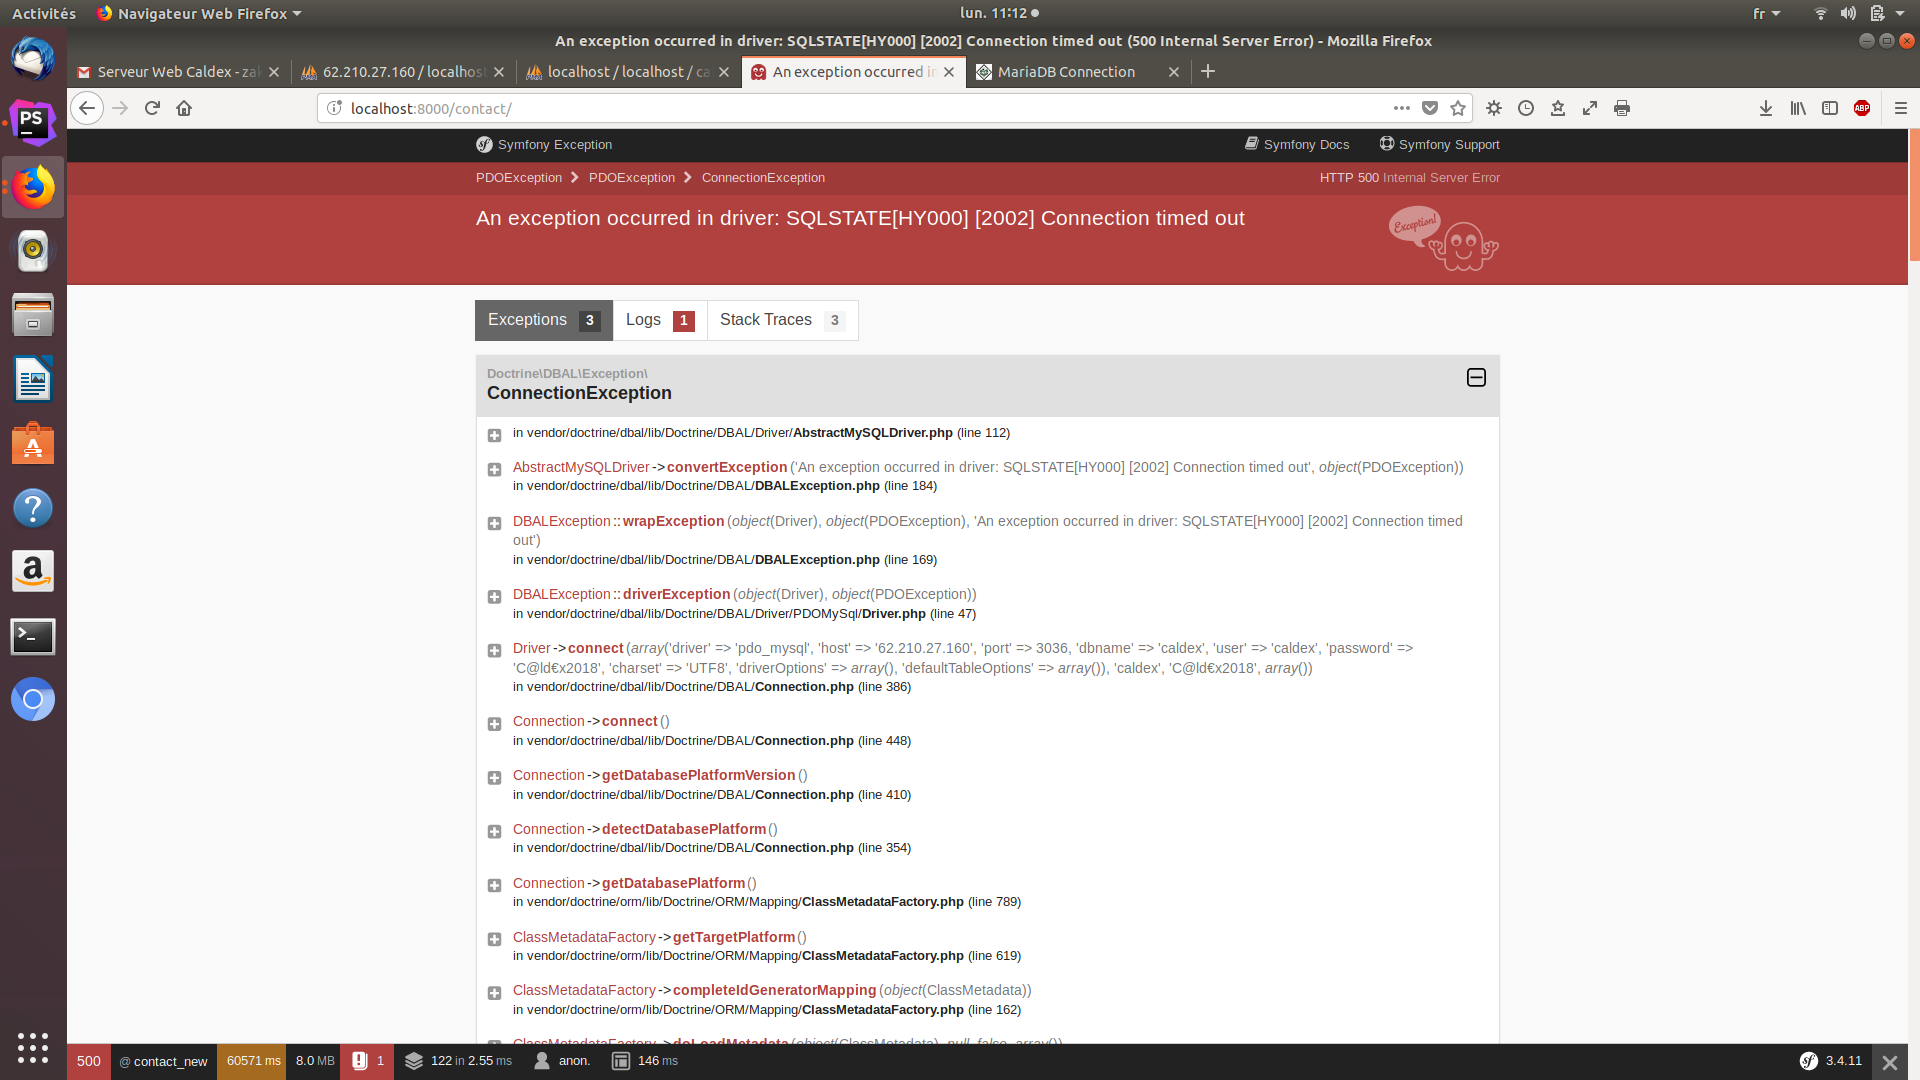 Activités
Navigateur Web Firefox
lun. 11:12
fr
An exception occurred in driver: SQLSTATE[HY000] [2002] Connection timed out (500 Internal Server Error) - Mozilla Firefox
Serveur Web Caldex - zak
62.210.27.160 / localhost
localhost / localhost / ca
An exception occurred in
MariaDB Connection
localhost:8000/contact/
ABP
Symfony Exception
Symfony Docs
Symfony Support
PDOException
PDOException
ConnectionException
HTTP 500 Internal Server Error
An exception occurred in driver: SQLSTATE[HY000] [2002] Connection timed out
Exception!
Exceptions 3
Logs 1
Stack Traces 3
Doctrine\DBAL\Exception\
ConnectionException
in vendor/doctrine/dbal/lib/Doctrine/DBAL/Driver/AbstractMySQLDriver.php (line 112)
AbstractMySQLDriver->convertException('An exception occurred in driver: SQLSTATE[HY000] [2002] Connection timed out', object(PDOException))
in vendor/doctrine/dbal/lib/Doctrine/DBAL/DBALException.php (line 184)
DBALException::wrapException(object(Driver), object(PDOException), 'An exception occurred in driver: SQLSTATE[HY000] [2002] Connection timed
out')
in vendor/doctrine/dbal/lib/Doctrine/DBAL/DBALException.php (line 169)
DBALException::driverException(object(Driver), object(PDOException))
in vendor/doctrine/dbal/lib/Doctrine/DBAL/Driver/PDOMySql/Driver.php (line 47)
Driver->connect(array('driver' => 'pdo_mysql', 'host' => '62.210.27.160', 'port' => 3036, 'dbname' => 'caldex', 'user' => 'caldex', 'password' =>
'C@ld€x2018', 'charset' => 'UTF8', 'driverOptions' => array(), 'defaultTableOptions' => array()), 'caldex', 'C@ld€x2018', array())
in vendor/doctrine/dbal/lib/Doctrine/DBAL/Connection.php (line 386)
Connection->connect()
in vendor/doctrine/dbal/lib/Doctrine/DBAL/Connection.php (line 448)
Connection->getDatabasePlatformVersion()
in vendor/doctrine/dbal/lib/Doctrine/DBAL/Connection.php (line 410)
Connection->detectDatabasePlatform()
in vendor/doctrine/dbal/lib/Doctrine/DBAL/Connection.php (line 354)
Connection->getDatabasePlatform()
in vendor/doctrine/orm/lib/Doctrine/ORM/Mapping/ClassMetadataFactory.php (line 789)
ClassMetadataFactory->getTargetPlatform()
in vendor/doctrine/orm/lib/Doctrine/ORM/Mapping/ClassMetadataFactory.php (line 619)
ClassMetadataFactory->completeIdGeneratorMapping(object(ClassMetadata))
in vendor/doctrine/orm/lib/Doctrine/ORM/Mapping/ClassMetadataFactory.php (line 162)
ClassMetadataFactory->doLoadMetadata(object(ClassMetadata), null, false, array())
500
@ contact_new
60571 ms
8.0 MB
1
122 in 2.55 ms
anon.
146 ms
3.4.11